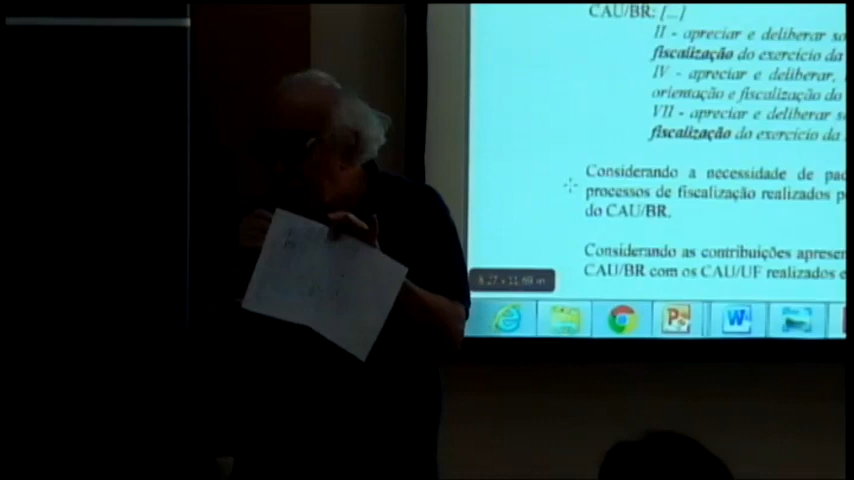 CAU/BR: [...]
II - apreciar e deliberar so
fiscalização do exercício da
IV - apreciar e deliberar,
orientação e fiscalização do
VII - apreciar e deliberar s
fiscalização do exercício da
Considerando a necessidade de pad
processos de fiscalização realizados p
do CAU/BR.
Considerando as contribuições apresen
CAU/BR com os CAU/UF realizados e
8,27 x 11,69 in